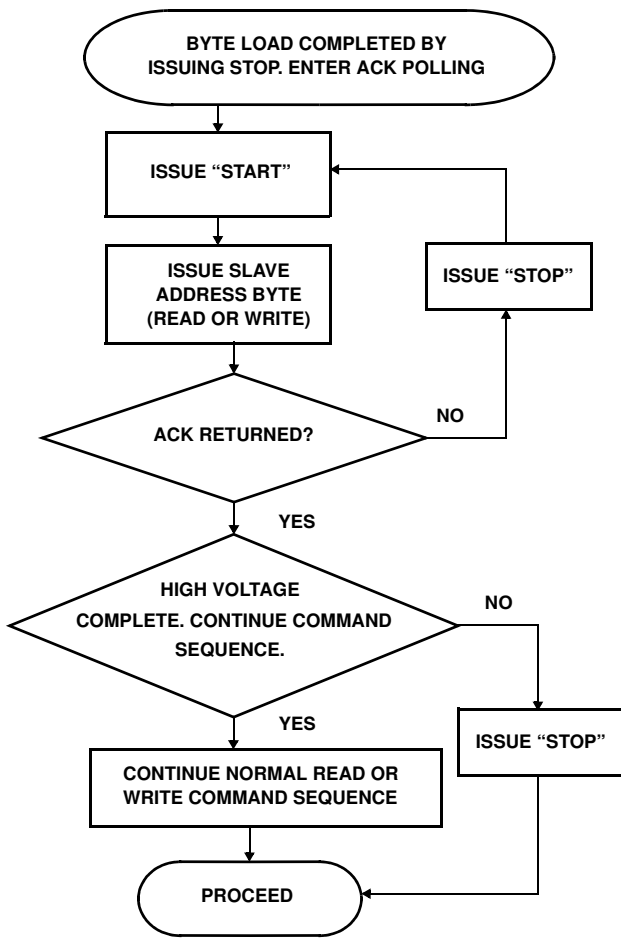 BYTE LOAD COMPLETED BY
ISSUING STOP. ENTER ACK POLLING
ISSUE “START”
ISSUE SLAVE
ADDRESS BYTE
(READ OR WRITE)
ISSUE “STOP”
ACK RETURNED?
NO
YES
HIGH VOLTAGE
COMPLETE. CONTINUE COMMAND
SEQUENCE.
NO
YES
ISSUE “STOP”
CONTINUE NORMAL READ OR
WRITE COMMAND SEQUENCE
PROCEED